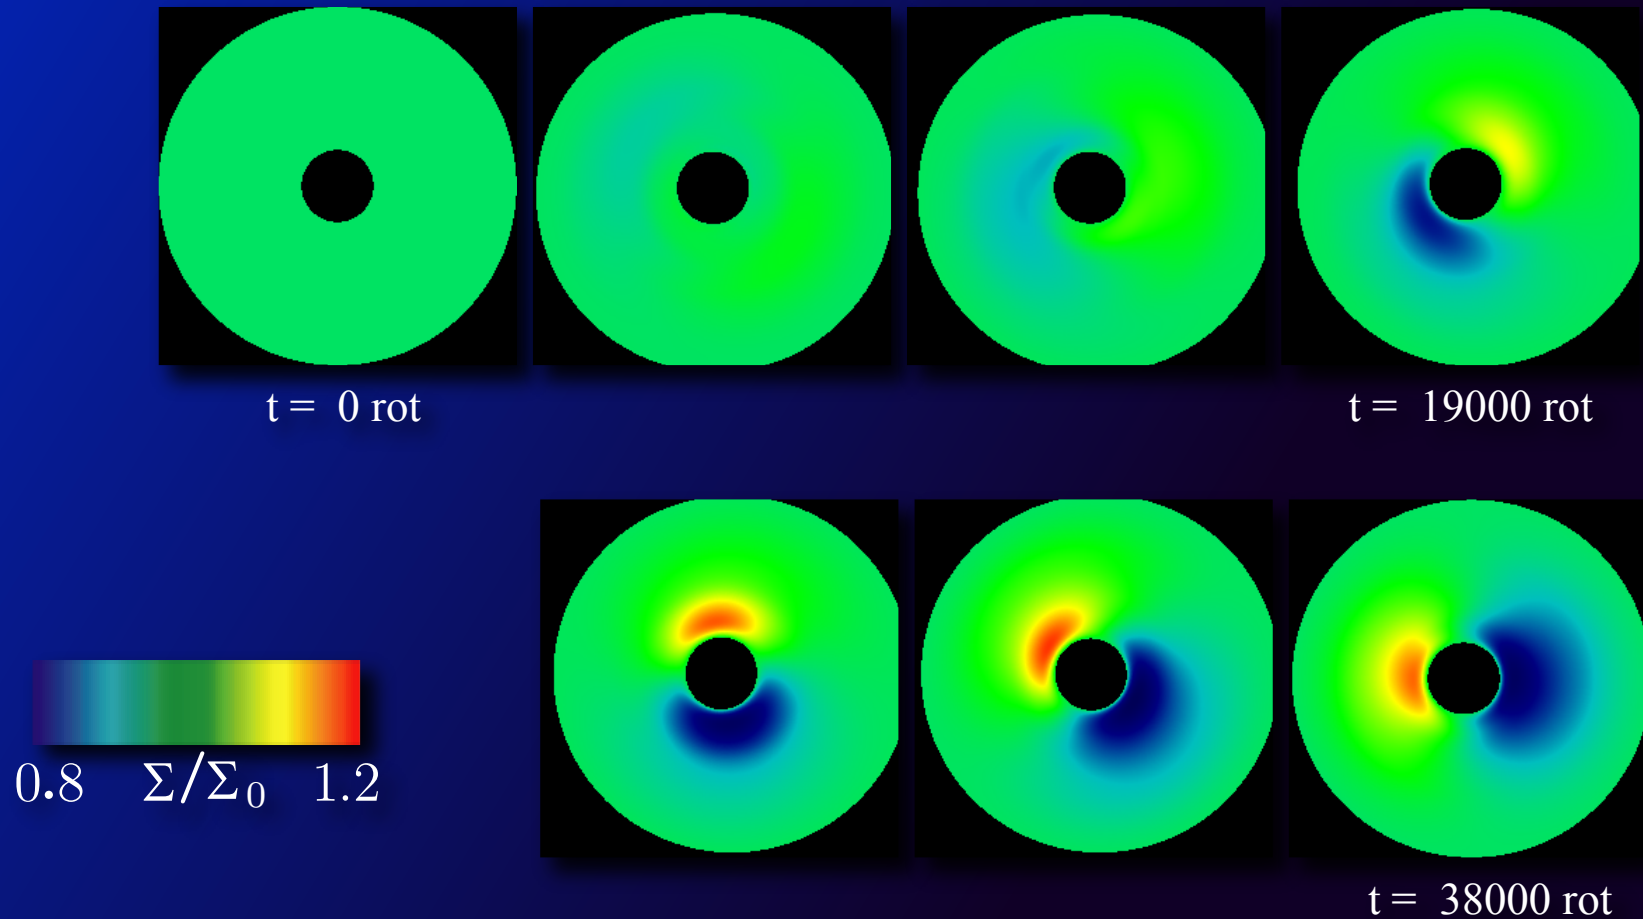 t = 0 rot
t = 19000 rot
0.8 Σ/Σ₀ 1.2
t = 38000 rot